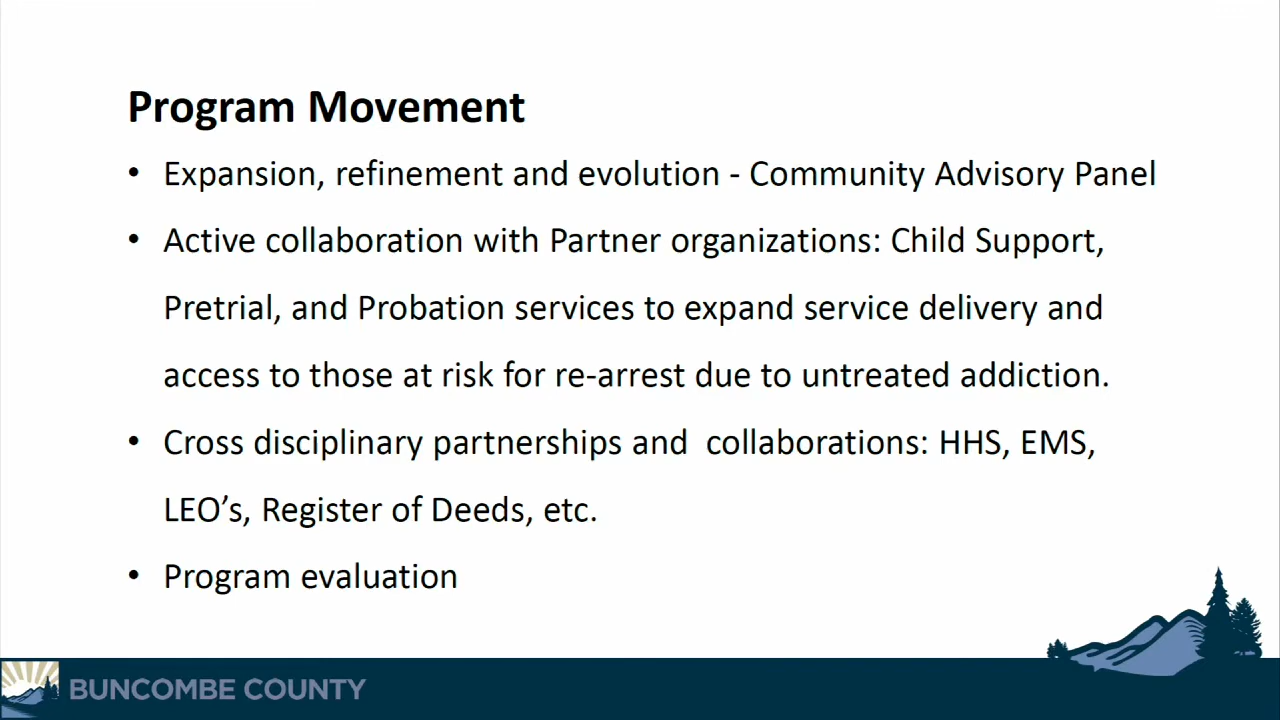 Program Movement
• Expansion, refinement and evolution - Community Advisory Panel
• Active collaboration with Partner organizations: Child Support,
Pretrial, and Probation services to expand service delivery and
access to those at risk for re-arrest due to untreated addiction.
• Cross disciplinary partnerships and  collaborations: HHS, EMS,
LEO’s, Register of Deeds, etc.
• Program evaluation
BUNCOMBE COUNTY